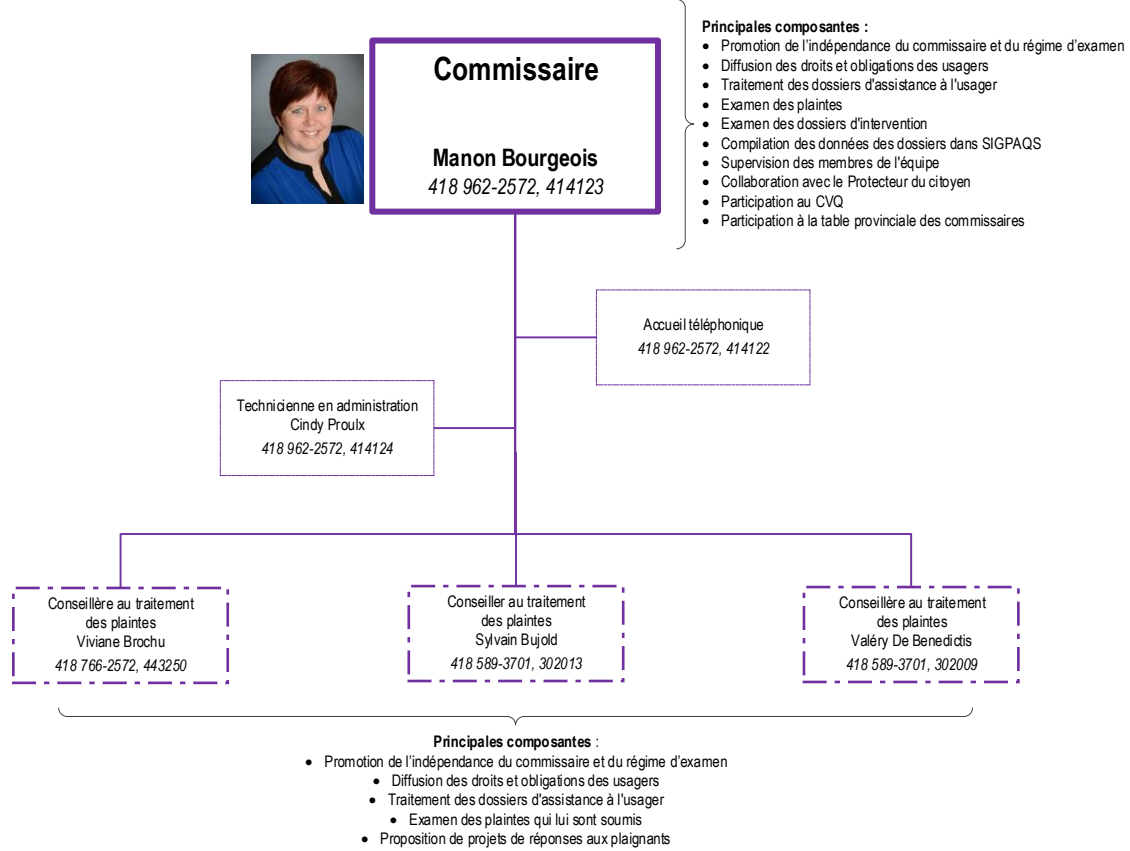 Commissaire
Manon Bourgeois
418 962-2572, 414123
Principales composantes :
• Promotion de l'indépendance du commissaire et du régime d'examen
• Diffusion des droits et obligations des usagers
• Traitement des dossiers d'assistance à l'usager
• Examen des plaintes
• Examen des dossiers d'intervention
• Compilation des données des dossiers dans SIGPAQS
• Supervision des membres de l'équipe
• Collaboration avec le Protecteur du citoyen
• Participation au CVQ
• Participation à la table provinciale des commissaires
Accueil téléphonique
418 962-2572, 414122
Technicienne en administration
Cindy Proulx
418 962-2572, 414124
Conseillère au traitement
des plaintes
Viviane Brochu
418 766-2572, 443250
Conseiller au traitement
des plaintes
Sylvain Bujold
418 589-3701, 302013
Conseillère au traitement
des plaintes
Valéry De Benedictis
418 589-3701, 302009
Principales composantes :
• Promotion de l'indépendance du commissaire et du régime d'examen
• Diffusion des droits et obligations des usagers
• Traitement des dossiers d'assistance à l'usager
• Examen des plaintes qui lui sont soumis
• Proposition de projets de réponses aux plaignants